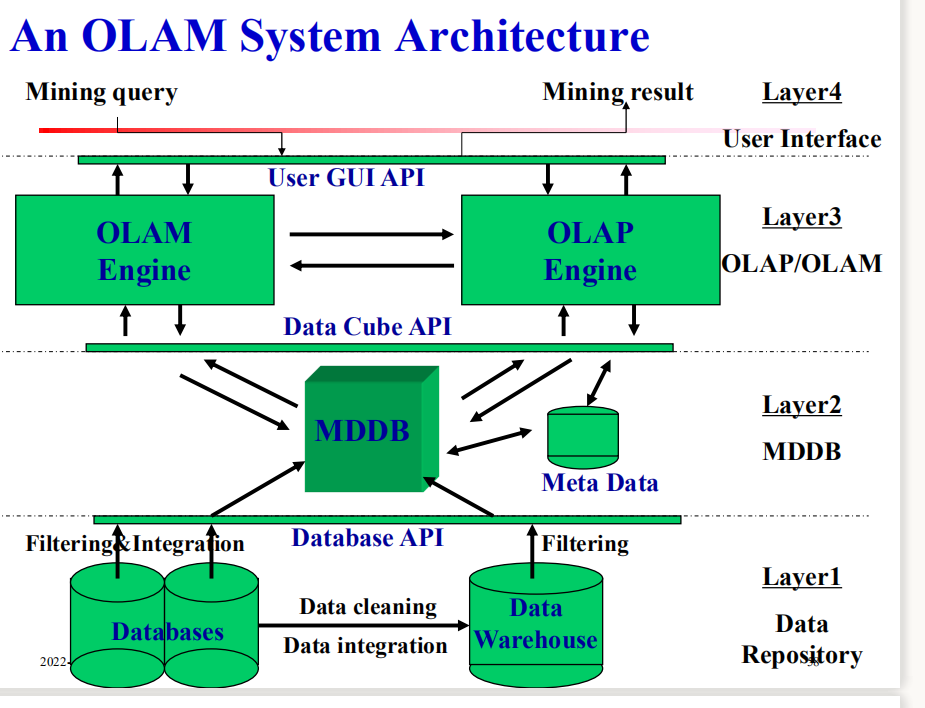 An OLAM System Architecture
Mining query
Mining result
Layer4
User Interface
User GUI API
OLAM
Engine
OLAP
Engine
Layer3
OLAP/OLAM
Data Cube API
MDDB
Meta Data
Layer2
MDDB
Filtering&Integration
Database API
Filtering
Databases
Data cleaning
Data integration
Data
Warehouse
Layer1
Data
Repository
2022-